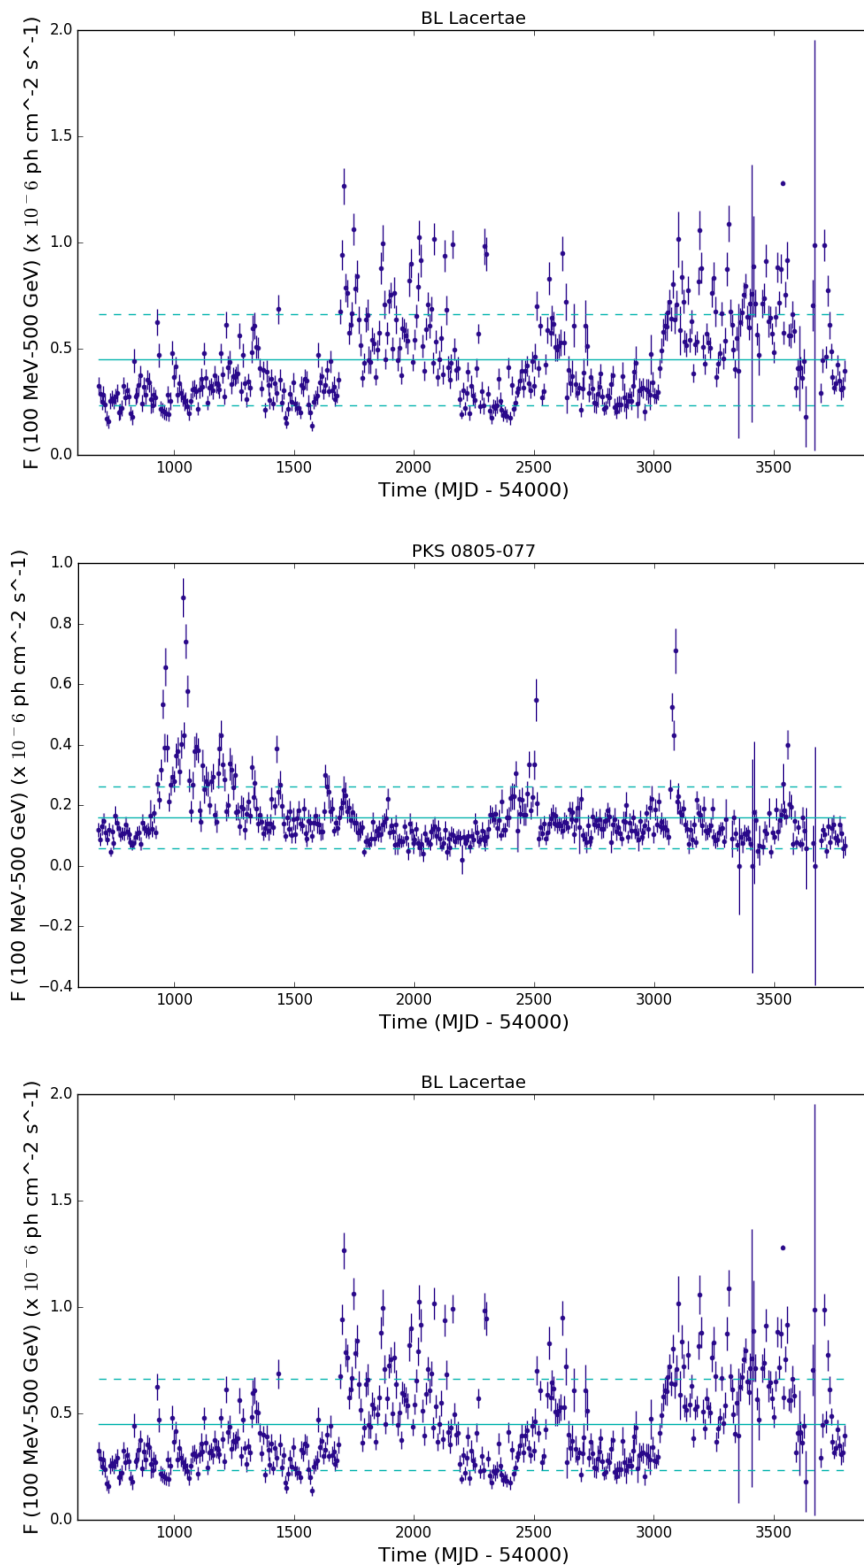 BL Lacertae
F (100 MeV-500 GeV) (x 10⁻⁶ ph cm^-2 s^-1)
2.0
1.5
1.0
0.5
0.0
1000 1500 2000 2500 3000 3500
Time (MJD - 54000)
PKS 0805-077
F (100 MeV-500 GeV) (x 10⁻⁶ ph cm^-2 s^-1)
1.0
0.8
0.6
0.4
0.2
0.0
−0.2
−0.4
1000 1500 2000 2500 3000 3500
Time (MJD - 54000)
BL Lacertae
F (100 MeV-500 GeV) (x 10⁻⁶ ph cm^-2 s^-1)
2.0
1.5
1.0
0.5
0.0
1000 1500 2000 2500 3000 3500
Time (MJD - 54000)